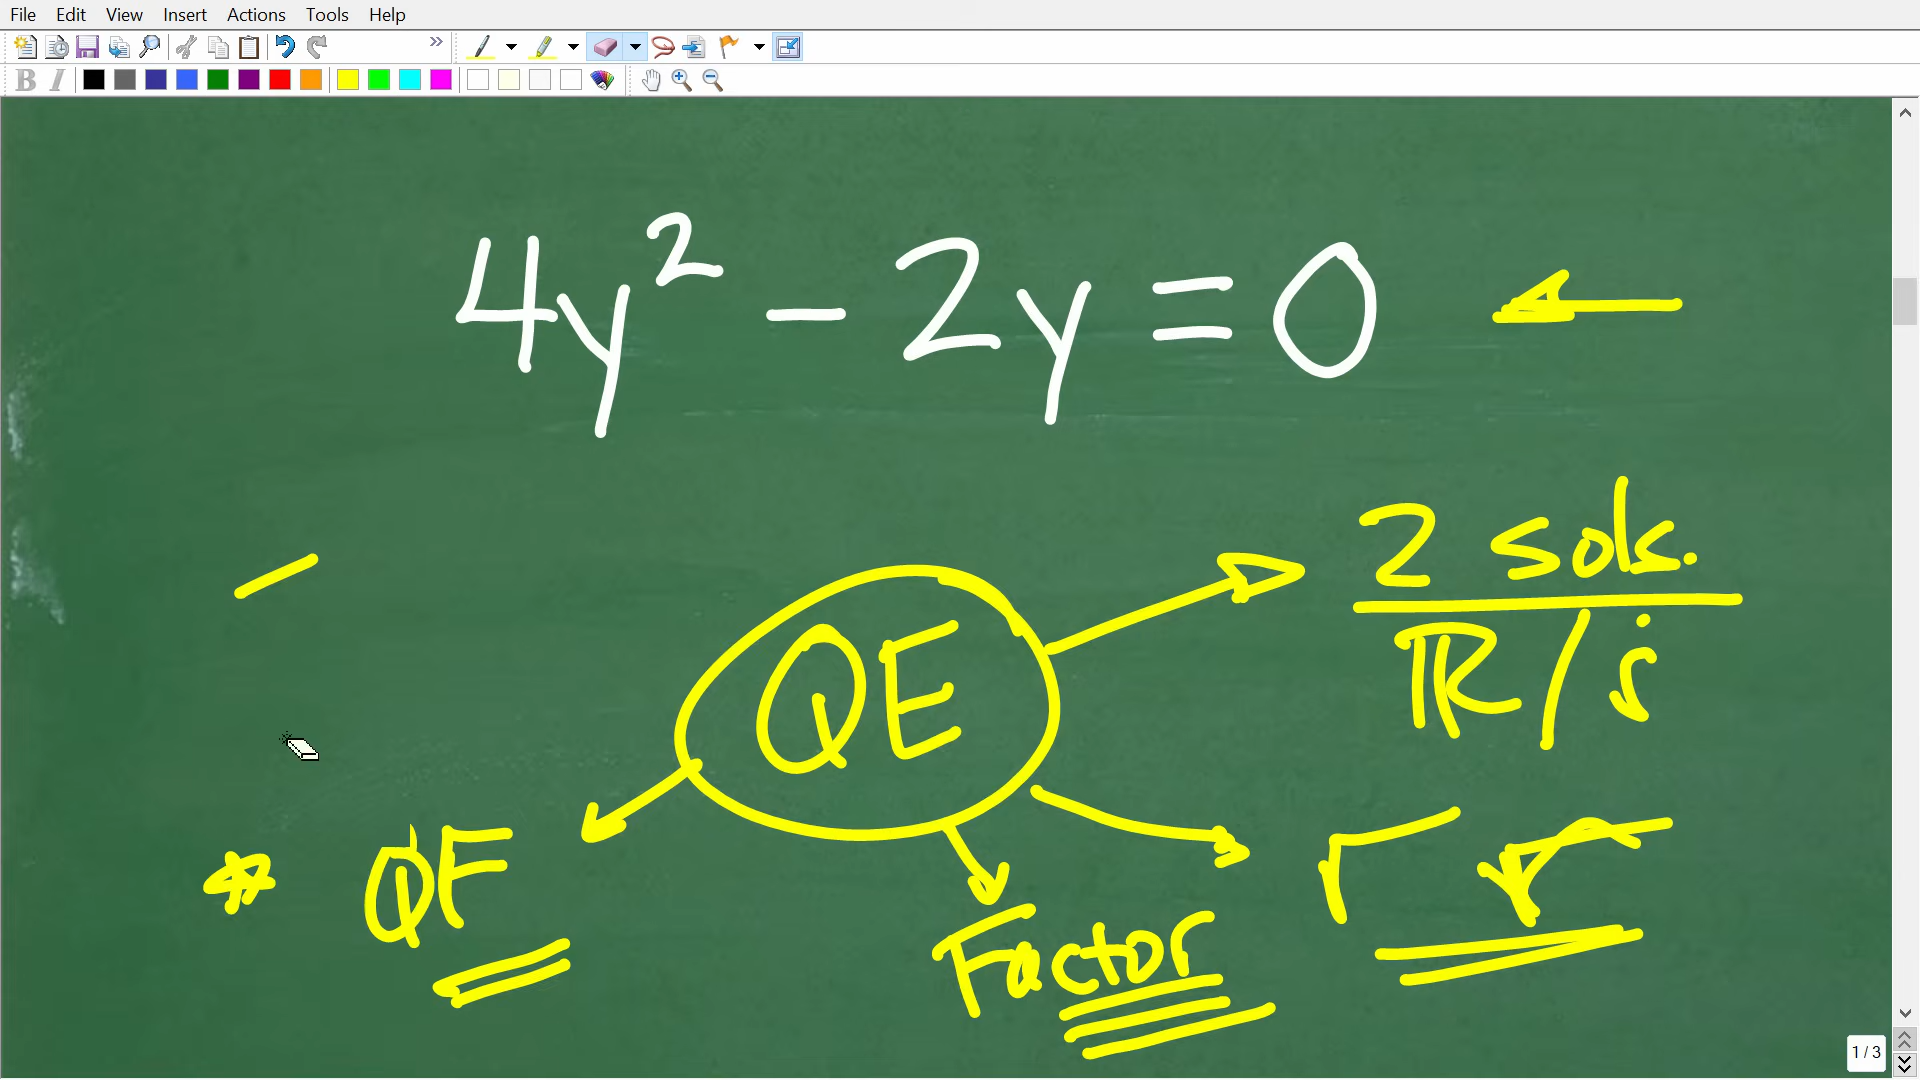 File Edit View Insert Actions Tools Help
B I
4y² - 2y = 0
2 sols.
ℝ / i
QE
QF
Factor
1 / 3